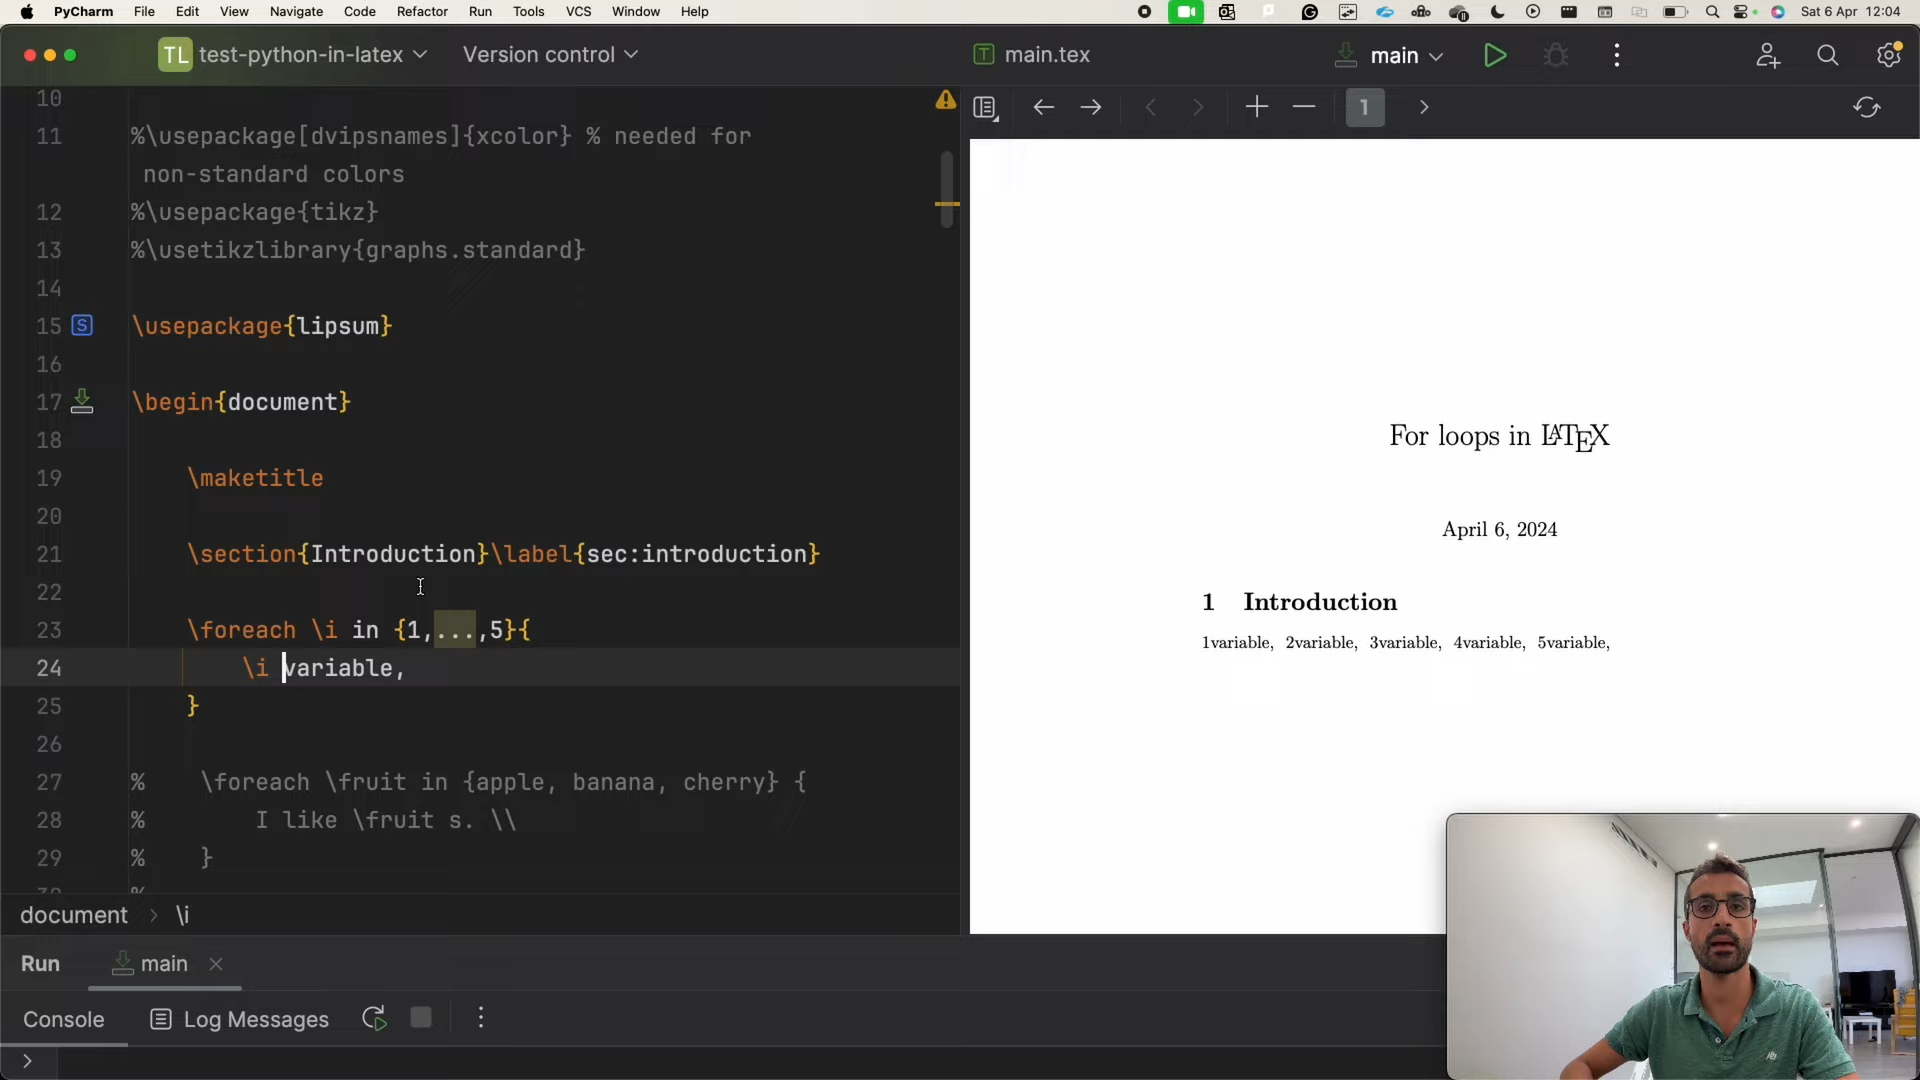 PyCharm File Edit View Navigate Code Refactor Run Tools VCS Window Help Sat 6 Apr 12:04
TL test-python-in-latex Version control main.tex main
10
11 %\usepackage[dvipsnames]{xcolor} % needed for
non-standard colors
12 %\usepackage{tikz}
13 %\usetikzlibrary{graphs.standard}
14
15 S \usepackage{lipsum}
16
17 \begin{document}
18
19 \maketitle
20
21 \section{Introduction}\label{sec:introduction}
22
23 \foreach \i in {1,...,5}{
24 \i variable,
25 }
26
27 % \foreach \fruit in {apple, banana, cherry} {
28 % I like \fruit s. \\
29 % }
document > \i
1
For loops in LATEX
April 6, 2024
1 Introduction
1variable, 2variable, 3variable, 4variable, 5variable,
Run main
Console Log Messages
>